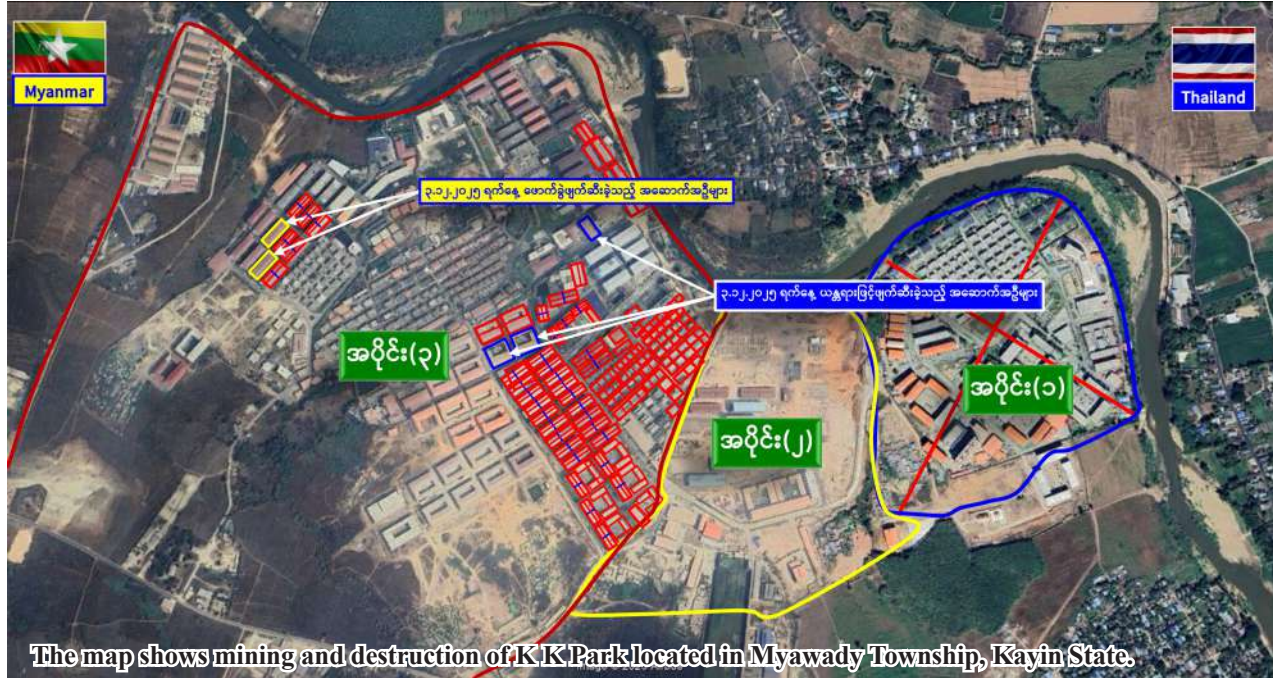 Myanmar
Thailand
၃.၁၂.၂၀၂၅ ရက်နေ့ ဖောက်ခွဲဖျက်ဆီးခဲ့သည့် အဆောက်အဦများ
၃.၁၂.၂၀၂၅ ရက်နေ့ ယန္တရားဖြင့်ဖျက်ဆီးခဲ့သည့် အဆောက်အဦများ
အပိုင်း(၃)
အပိုင်း(၁)
အပိုင်း(၂)
The map shows mining and destruction of K K Park located in Myawady Township, Kayin State.